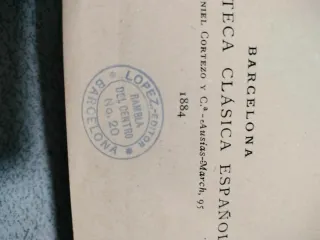 BARCELONA
TECA CLÁSICA ESPAÑOL
NIEL CORTEZO Y C.ª-Ausias-March, 95
1884
LOPEZ-EDITOR
RAMBLA
DEL CENTRO
No. 20
BARCELONA